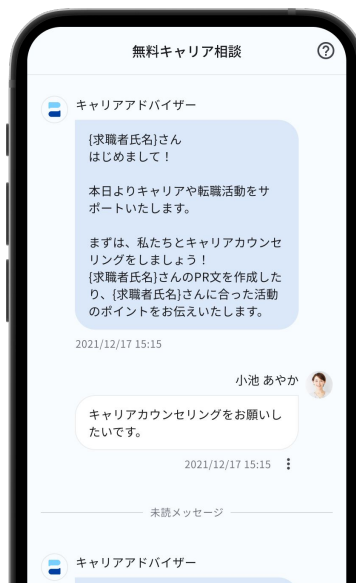 無料キャリア相談
?
キャリアアドバイザー
{求職者氏名}さん
はじめまして！
本日よりキャリアや転職活動をサ
ポートいたします。
まずは、私たちとキャリアカウンセ
リングをしましょう！
{求職者氏名}さんのPR文を作成した
り、{求職者氏名}さんに合った活動
のポイントをお伝えいたします。
2021/12/17 15:15
小池 あやか
キャリアカウンセリングをお願いし
たいです。
2021/12/17 15:15
未読メッセージ
キャリアアドバイザー